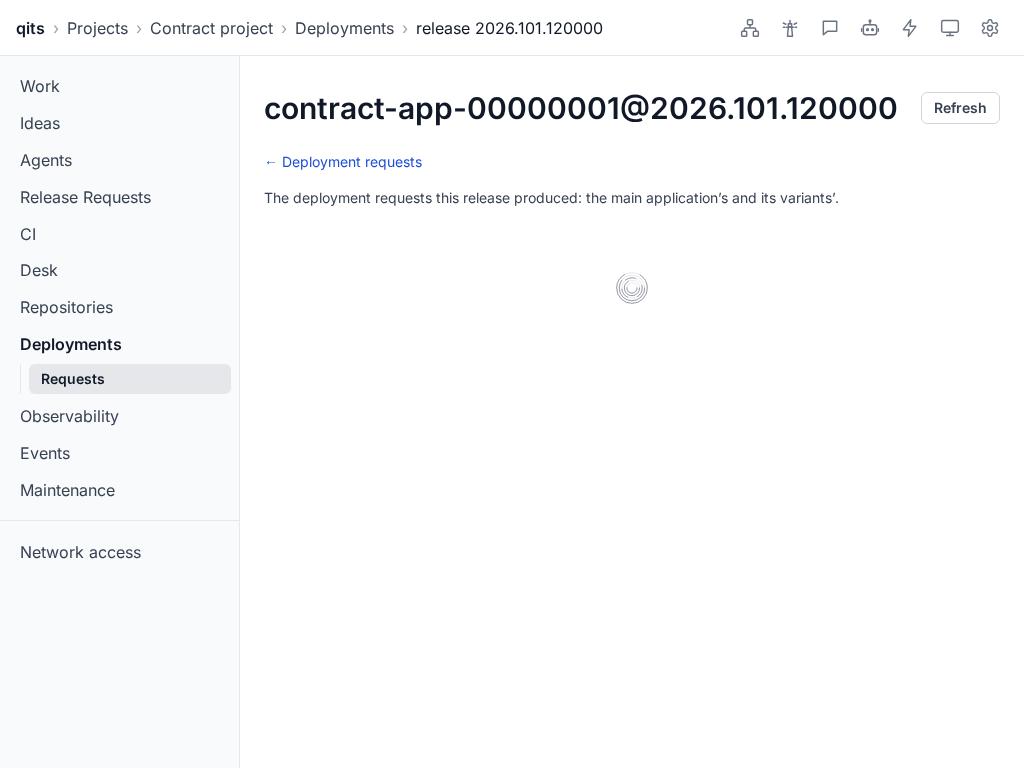 qits › Projects › Contract project › Deployments › release 2026.101.120000
Work
Ideas
Agents
Release Requests
CI
Desk
Repositories
Deployments
Requests
Observability
Events
Maintenance
Network access
contract-app-00000001@2026.101.120000
Refresh
← Deployment requests
The deployment requests this release produced: the main application’s and its variants’.